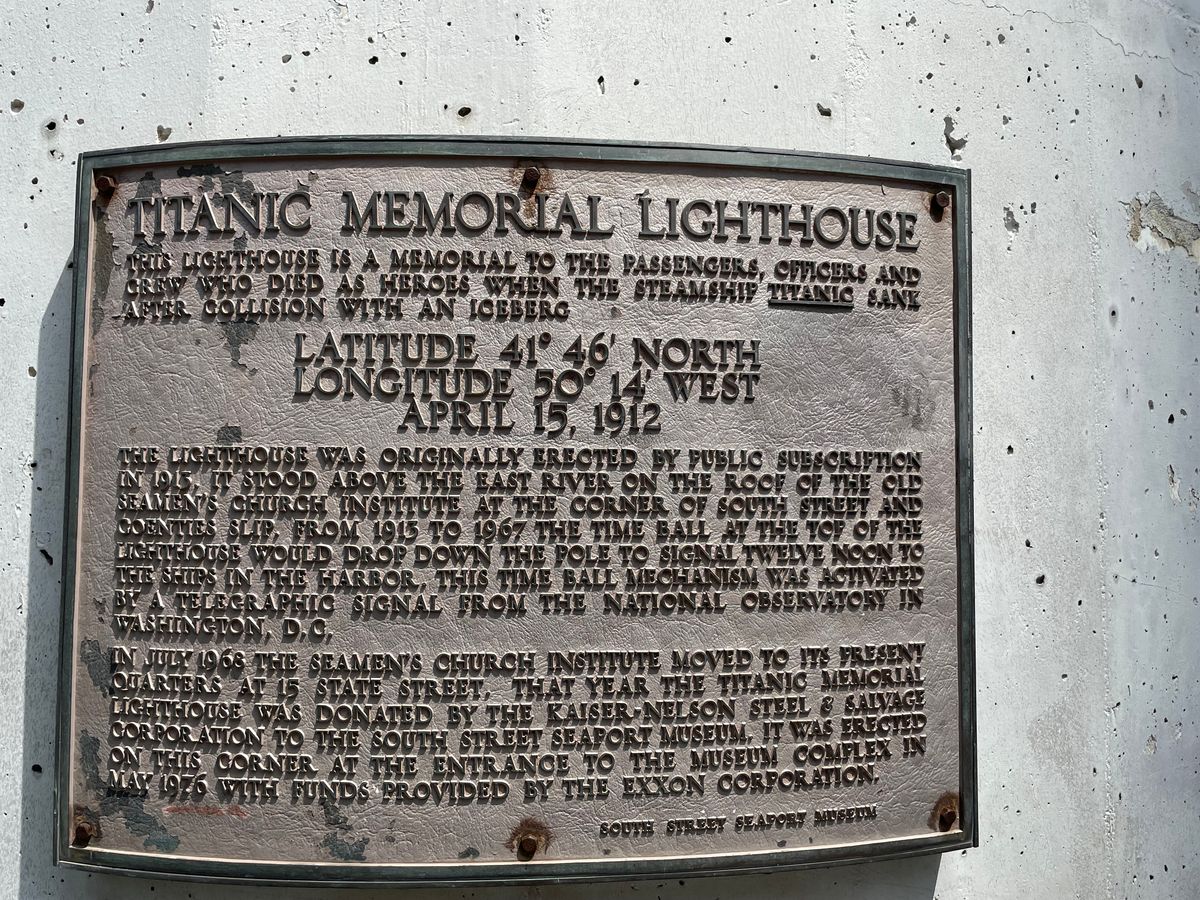 TITANIC MEMORIAL LIGHTHOUSE
THIS LIGHTHOUSE IS A MEMORIAL TO THE PASSENGERS, OFFICERS AND
CREW WHO DIED AS HEROES WHEN THE STEAMSHIP TITANIC SANK
AFTER COLLISION WITH AN ICEBERG
LATITUDE 41° 46' NORTH
LONGITUDE 50° 14' WEST
APRIL 15, 1912
THE LIGHTHOUSE WAS ORIGINALLY ERECTED BY PUBLIC SUBSCRIPTION
IN 1913. IT STOOD ABOVE THE EAST RIVER ON THE ROOF OF THE OLD
SEAMEN'S CHURCH INSTITUTE AT THE CORNER OF SOUTH STREET AND
COENTIES SLIP. FROM 1913 TO 1967 THE TIME BALL AT THE TOP OF THE
LIGHTHOUSE WOULD DROP DOWN THE POLE TO SIGNAL TWELVE NOON TO
THE SHIPS IN THE HARBOR. THIS TIME BALL MECHANISM WAS ACTIVATED
BY A TELEGRAPHIC SIGNAL FROM THE NATIONAL OBSERVATORY IN
WASHINGTON, D.C.
IN JULY 1968 THE SEAMEN'S CHURCH INSTITUTE MOVED TO ITS PRESENT
QUARTERS AT 15 STATE STREET. THAT YEAR THE TITANIC MEMORIAL
LIGHTHOUSE WAS DONATED BY THE KAISER-NELSON STEEL & SALVAGE
CORPORATION TO THE SOUTH STREET SEAPORT MUSEUM. IT WAS ERECTED
ON THIS CORNER AT THE ENTRANCE TO THE MUSEUM COMPLEX IN
MAY 1976 WITH FUNDS PROVIDED BY THE EXXON CORPORATION.
SOUTH STREET SEAPORT MUSEUM